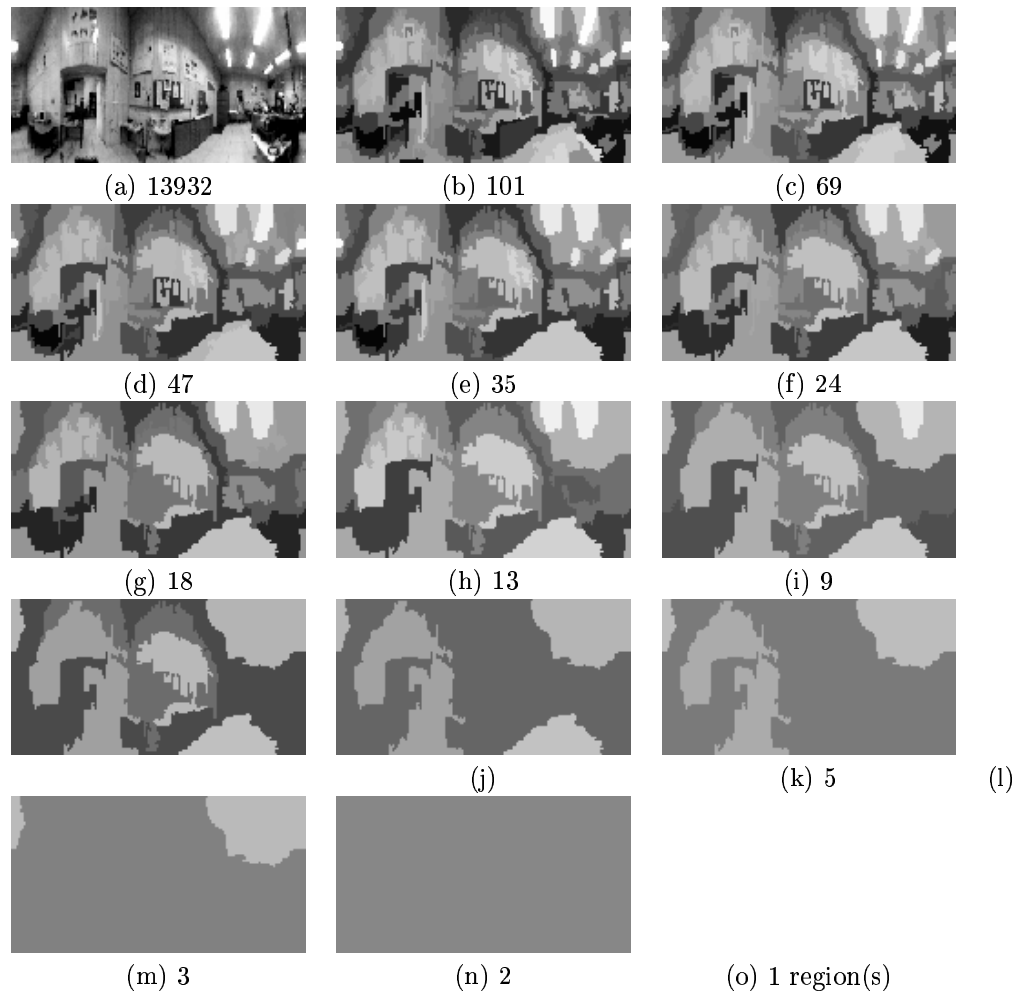 (a) 13932 (b) 101 (c) 69
(d) 47 (e) 35 (f) 24
(g) 18 (h) 13 (i) 9
(j) (k) 5 (l)
(m) 3 (n) 2 (o) 1 region(s)